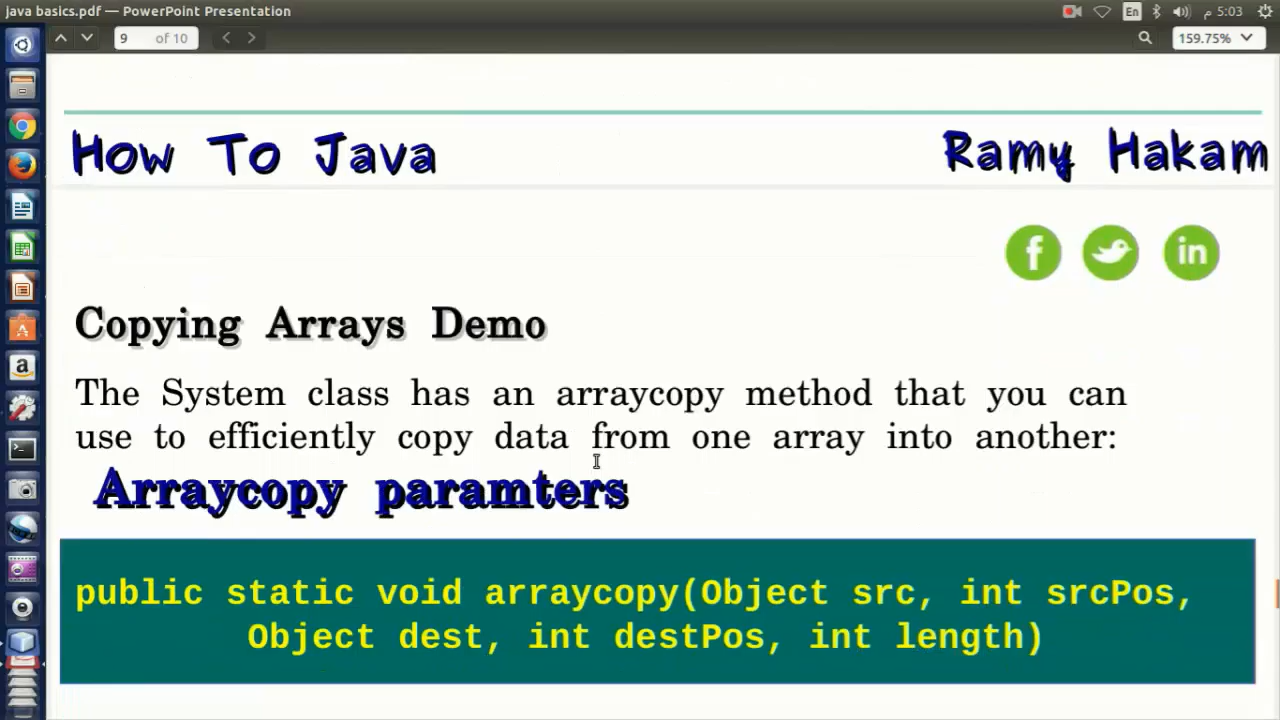 java basics.pdf — PowerPoint Presentation
En
5:03 م
9 of 10
159.75%
How To Java
Ramy Hakam
f
in
Copying Arrays Demo
The System class has an arraycopy method that you can
use to efficiently copy data from one array into another:
Arraycopy paramters
public static void arraycopy(Object src, int srcPos,
Object dest, int destPos, int length)